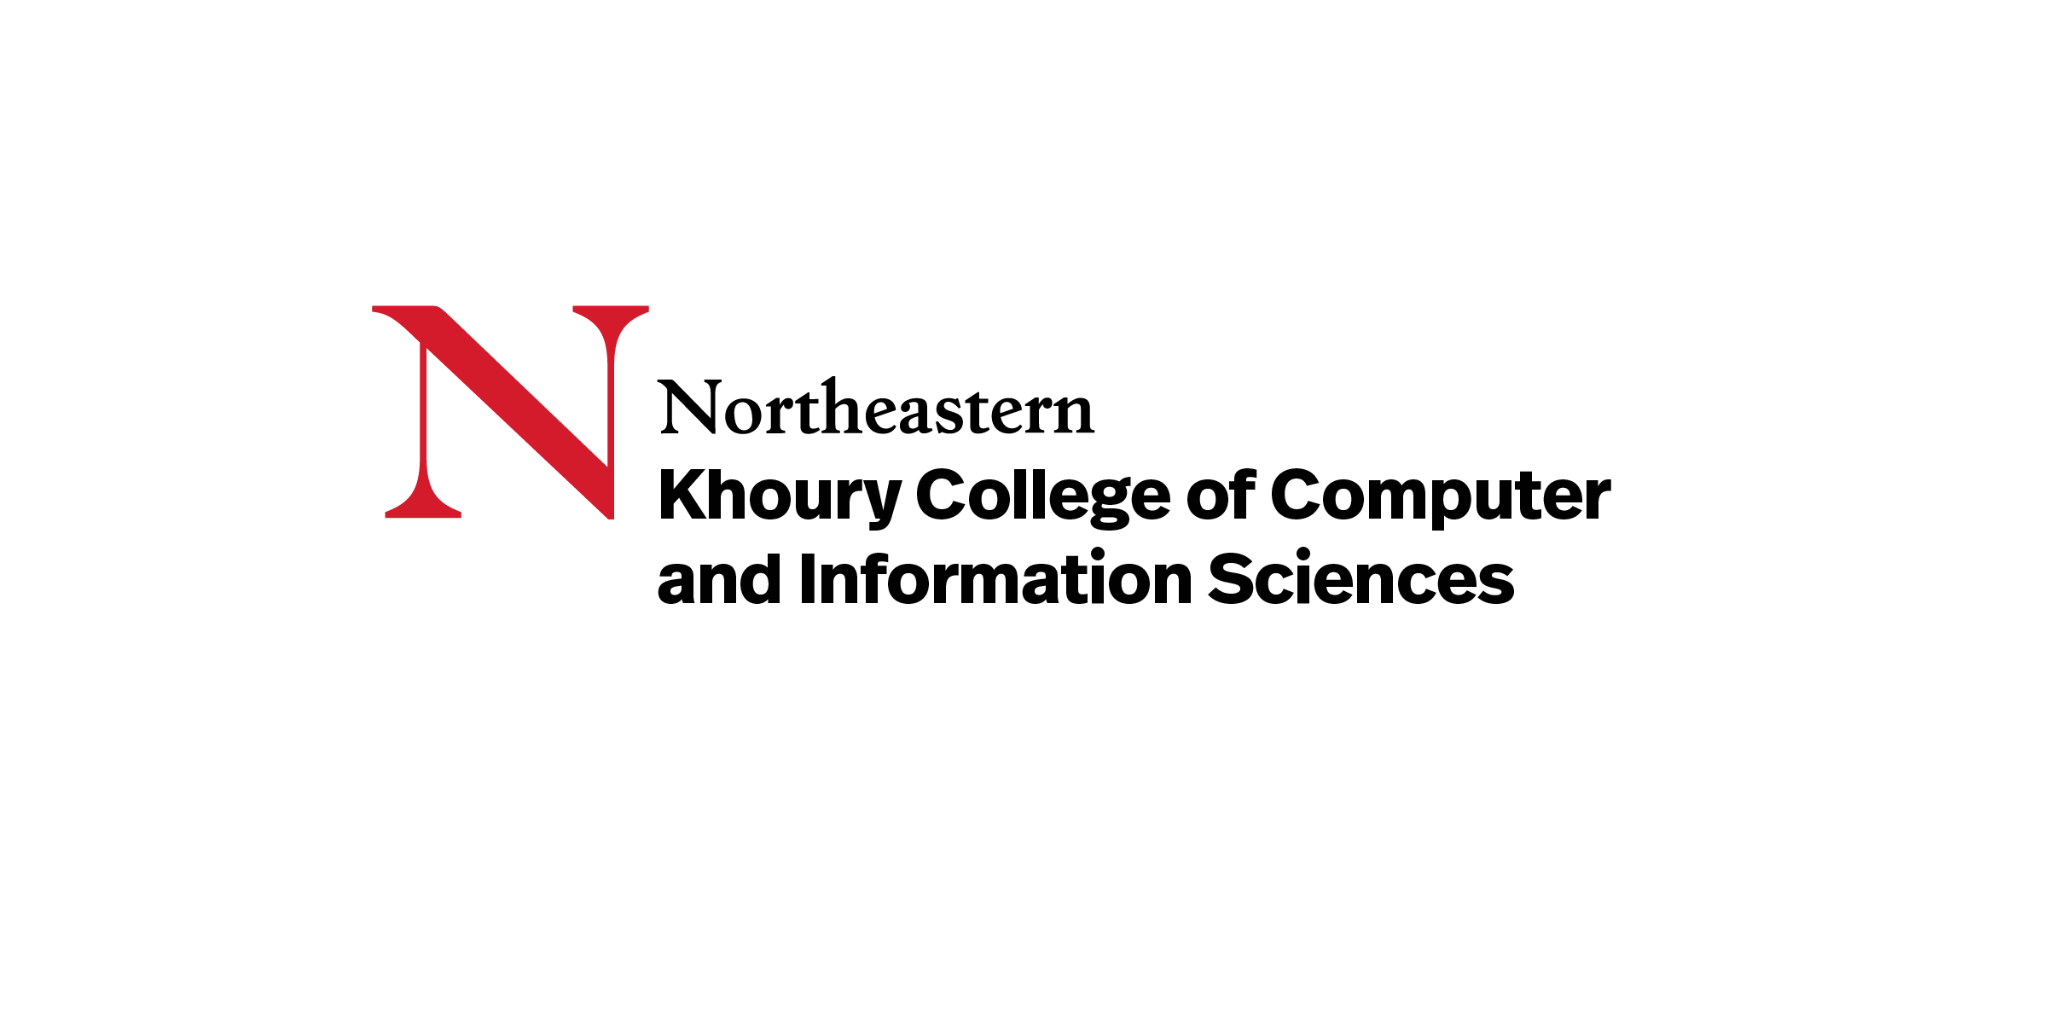 N
Northeastern
Khoury College of Computer
and Information Sciences